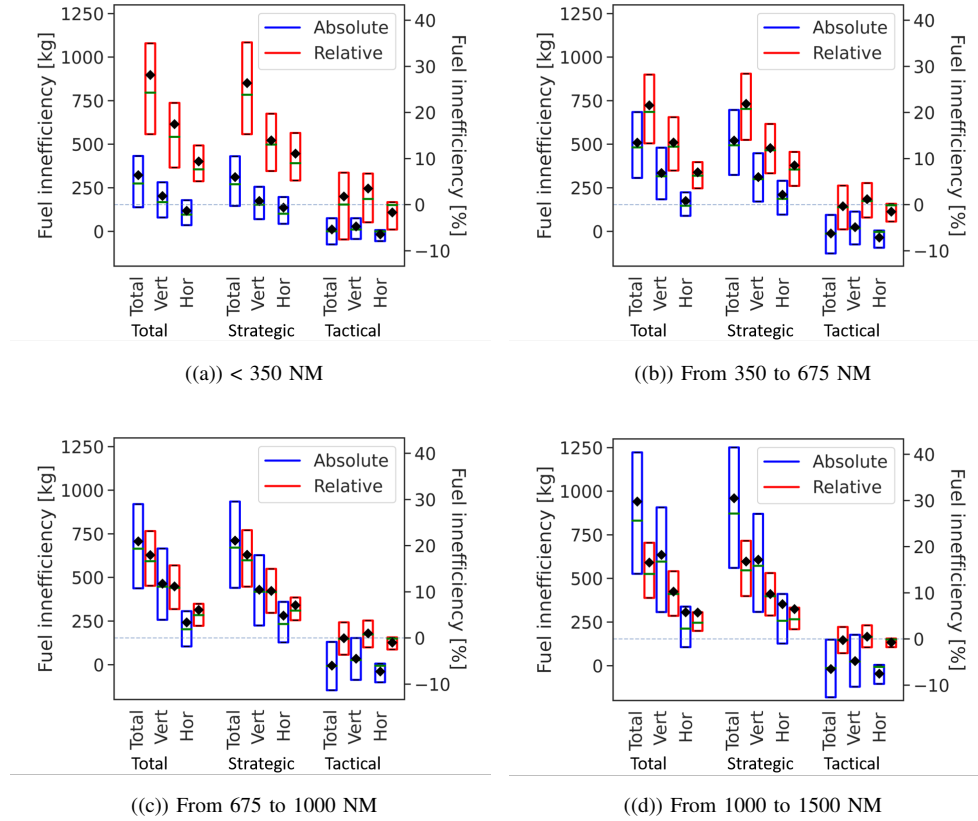 1250
1000
750
500
250
0
Fuel innefficiency [kg]
Absolute
Relative
40
30
20
10
0
−10
Fuel innefficiency [%]
Total
Vert
Hor
Total
Vert
Hor
Total
Vert
Hor
Total
Strategic
Tactical
((a)) < 350 NM
1250
1000
750
500
250
0
Fuel innefficiency [kg]
Absolute
Relative
40
30
20
10
0
−10
Fuel innefficiency [%]
Total
Vert
Hor
Total
Vert
Hor
Total
Vert
Hor
Total
Strategic
Tactical
((b)) From 350 to 675 NM
1250
1000
750
500
250
0
Fuel innefficiency [kg]
Absolute
Relative
40
30
20
10
0
−10
Fuel innefficiency [%]
Total
Vert
Hor
Total
Vert
Hor
Total
Vert
Hor
Total
Strategic
Tactical
((c)) From 675 to 1000 NM
1250
1000
750
500
250
0
Fuel innefficiency [kg]
Absolute
Relative
40
30
20
10
0
−10
Fuel innefficiency [%]
Total
Vert
Hor
Total
Vert
Hor
Total
Vert
Hor
Total
Strategic
Tactical
((d)) From 1000 to 1500 NM